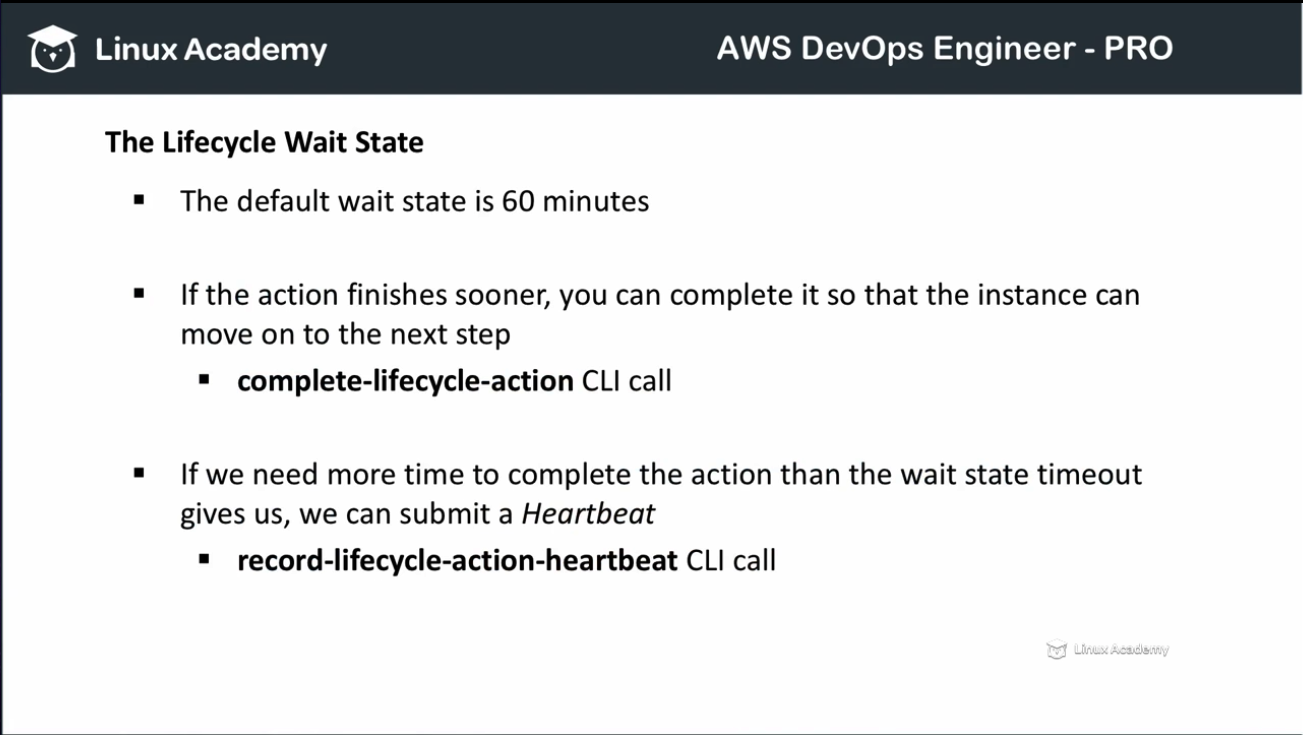 Linux Academy
AWS DevOps Engineer - PRO
The Lifecycle Wait State
▪ The default wait state is 60 minutes
▪ If the action finishes sooner, you can complete it so that the instance can
move on to the next step
▪ complete-lifecycle-action CLI call
▪ If we need more time to complete the action than the wait state timeout
gives us, we can submit a Heartbeat
▪ record-lifecycle-action-heartbeat CLI call
Linux Academy